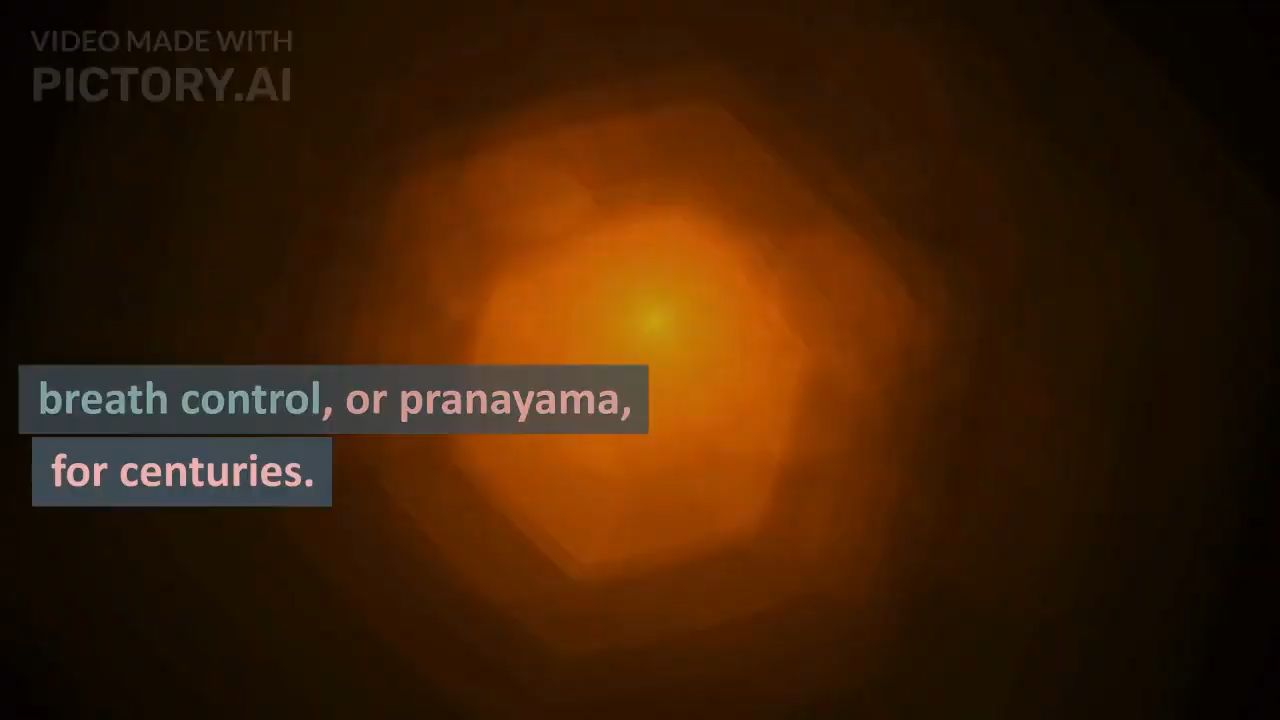 VIDEO MADE WITH
PICTORY.AI
breath control, or pranayama,
for centuries.